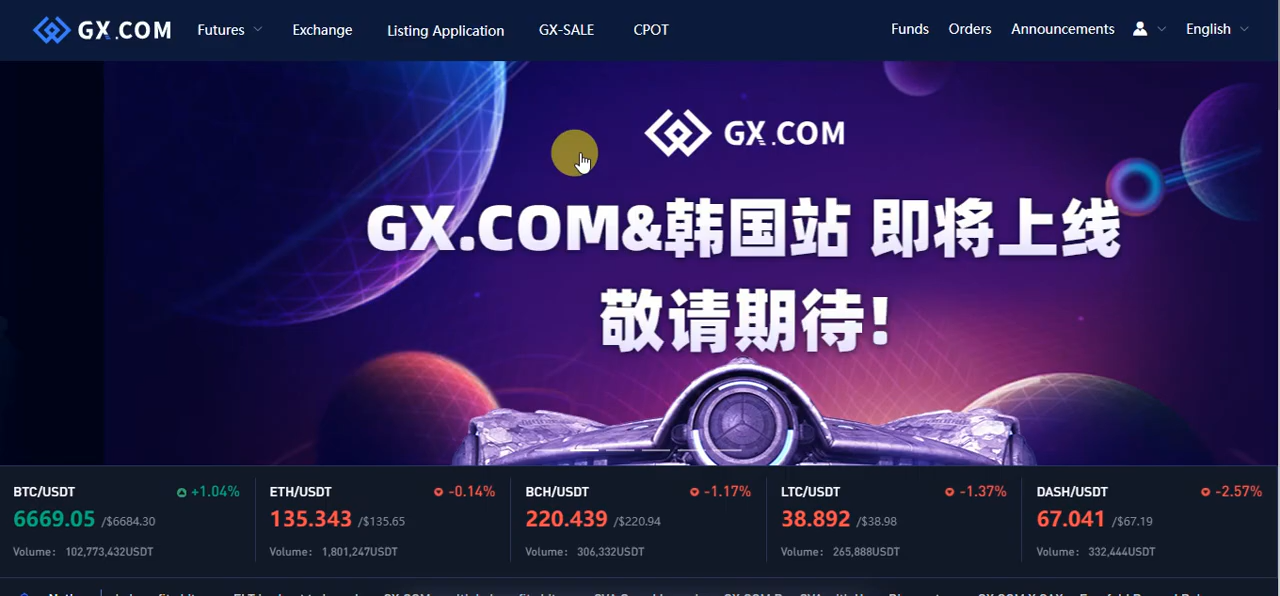 GX.COM Futures Exchange Listing Application GX-SALE CPOT Funds Orders Announcements English
GX.COM
GX.COM&韩国站 即将上线
敬请期待!
BTC/USDT +1.04%
6669.05 /$6684.30
Volume: 102,773,432USDT
ETH/USDT -0.14%
135.343 /$135.65
Volume: 1,801,247USDT
BCH/USDT -1.17%
220.439 /$220.94
Volume: 306,332USDT
LTC/USDT -1.37%
38.892 /$38.98
Volume: 265,888USDT
DASH/USDT -2.57%
67.041 /$67.19
Volume: 332,444USDT